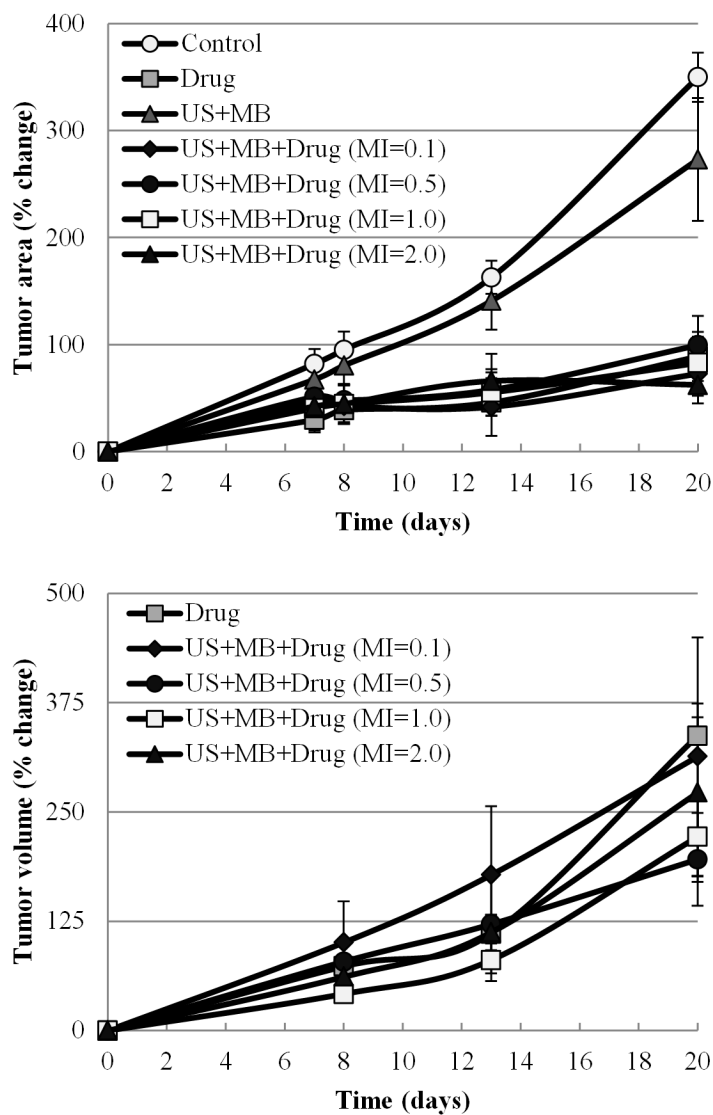 400
300
200
100
0
Tumor area (% change)
Control
Drug
US+MB
US+MB+Drug (MI=0.1)
US+MB+Drug (MI=0.5)
US+MB+Drug (MI=1.0)
US+MB+Drug (MI=2.0)
0 2 4 6 8 10 12 14 16 18 20
Time (days)
500
375
250
125
0
Tumor volume (% change)
Drug
US+MB+Drug (MI=0.1)
US+MB+Drug (MI=0.5)
US+MB+Drug (MI=1.0)
US+MB+Drug (MI=2.0)
0 2 4 6 8 10 12 14 16 18 20
Time (days)